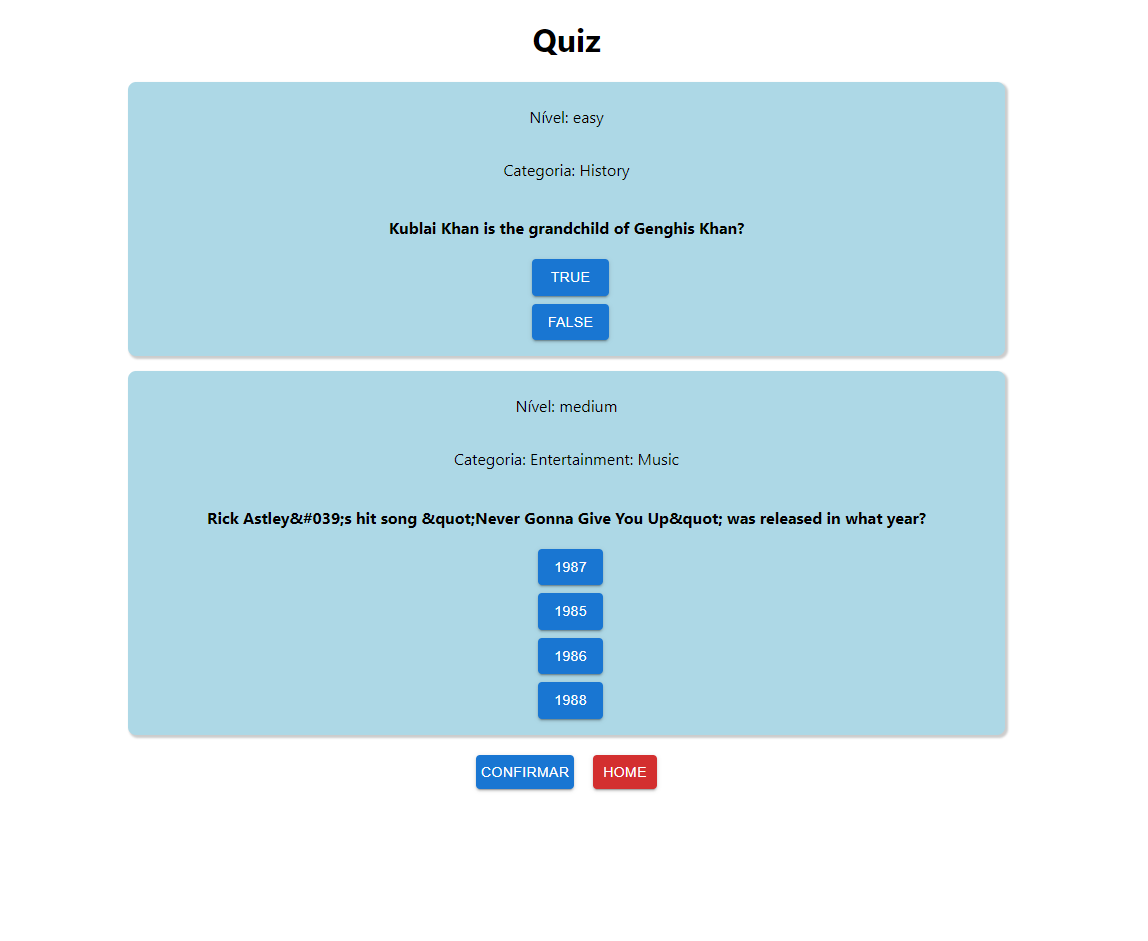 Quiz
Nível: easy
Categoria: History
Kublai Khan is the grandchild of Genghis Khan?
TRUE
FALSE
Nível: medium
Categoria: Entertainment: Music
Rick Astley&#039;s hit song &quot;Never Gonna Give You Up&quot; was released in what year?
1987
1985
1986
1988
CONFIRMAR HOME